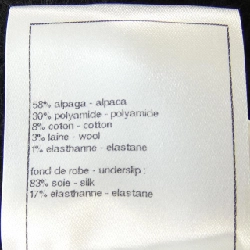 58% alpaga - alpaca
30% polyamide - polyamide
8% coton - cotton
3% laine - wool
1% elasthanne - elastane
fond de robe - underslip :
83% soie - silk
17% elasthanne - elastane